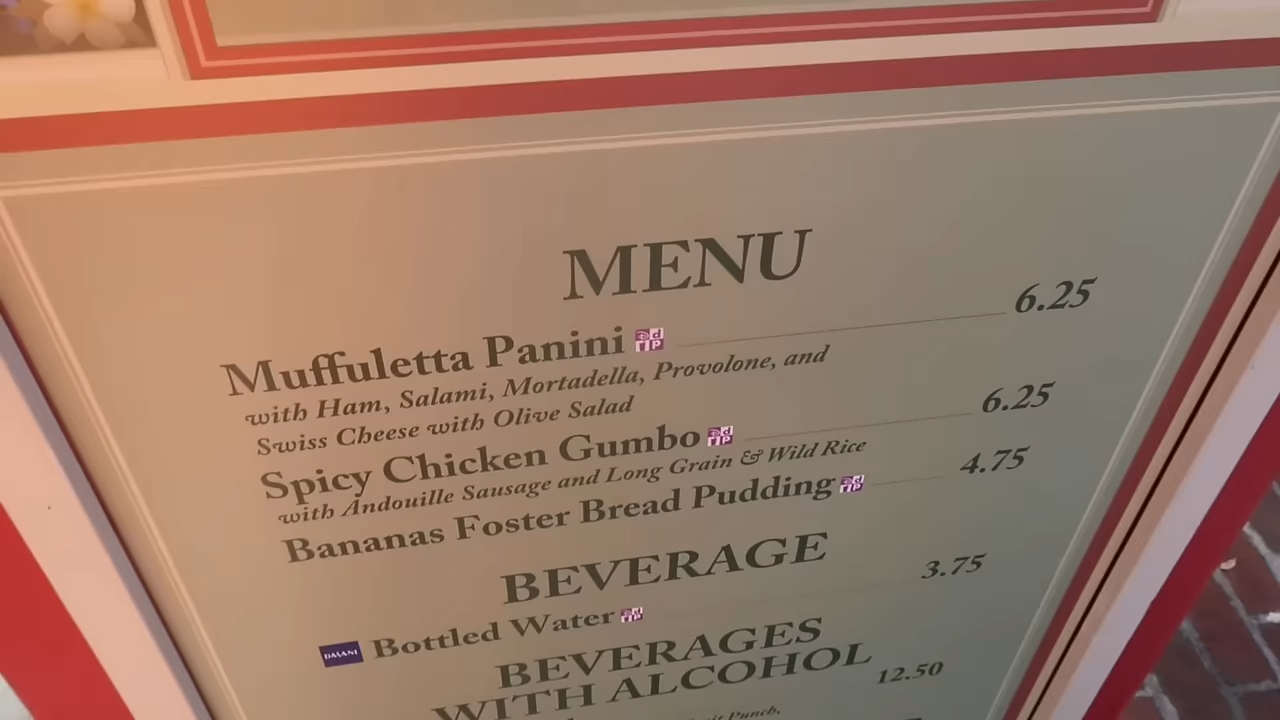 MENU
Muffuletta Panini 6.25
with Ham, Salami, Mortadella, Provolone, and
Swiss Cheese with Olive Salad
Spicy Chicken Gumbo 6.25
with Andouille Sausage and Long Grain & Wild Rice
Bananas Foster Bread Pudding 4.75
BEVERAGE
DASANI Bottled Water 3.75
BEVERAGES
WITH ALCOHOL
12.50
Punch,